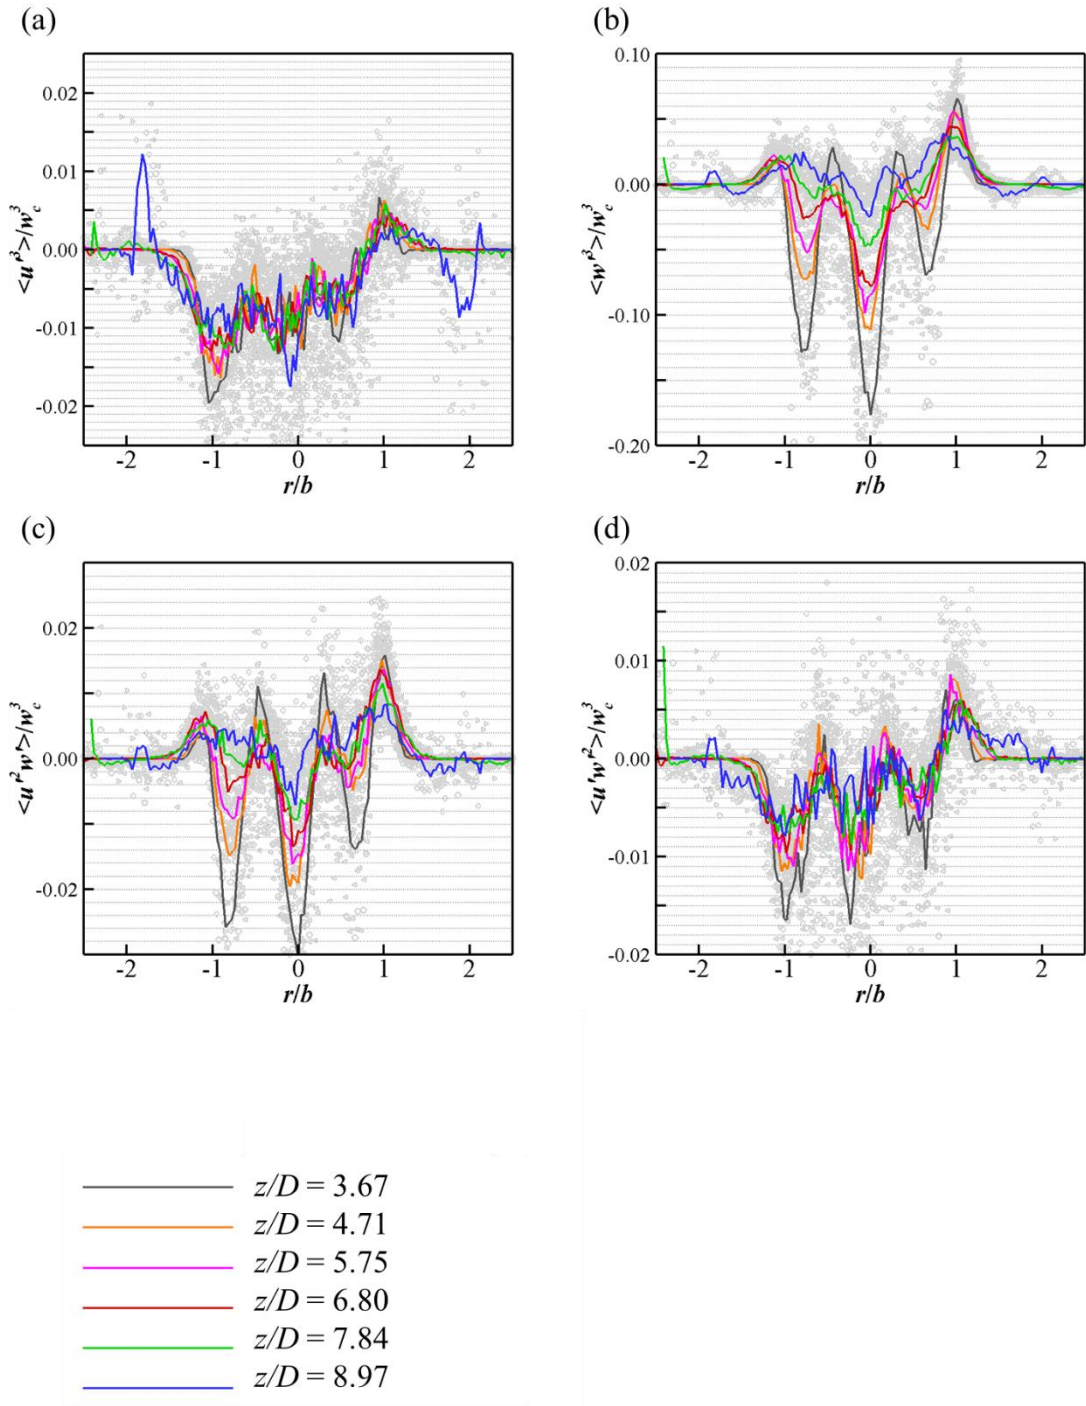 (a)
0.02
0.01
0.00
-0.01
-0.02
<u'³>/w_c³
-2 -1 0 1 2
r/b
(b)
0.10
0.00
-0.10
-0.20
<w'³>/w_c³
-2 -1 0 1 2
r/b
(c)
0.02
0.00
-0.02
<u'²w'>/w_c³
-2 -1 0 1 2
r/b
(d)
0.02
0.01
0.00
-0.01
-0.02
<u'w'²>/w_c³
-2 -1 0 1 2
r/b
z/D = 3.67
z/D = 4.71
z/D = 5.75
z/D = 6.80
z/D = 7.84
z/D = 8.97